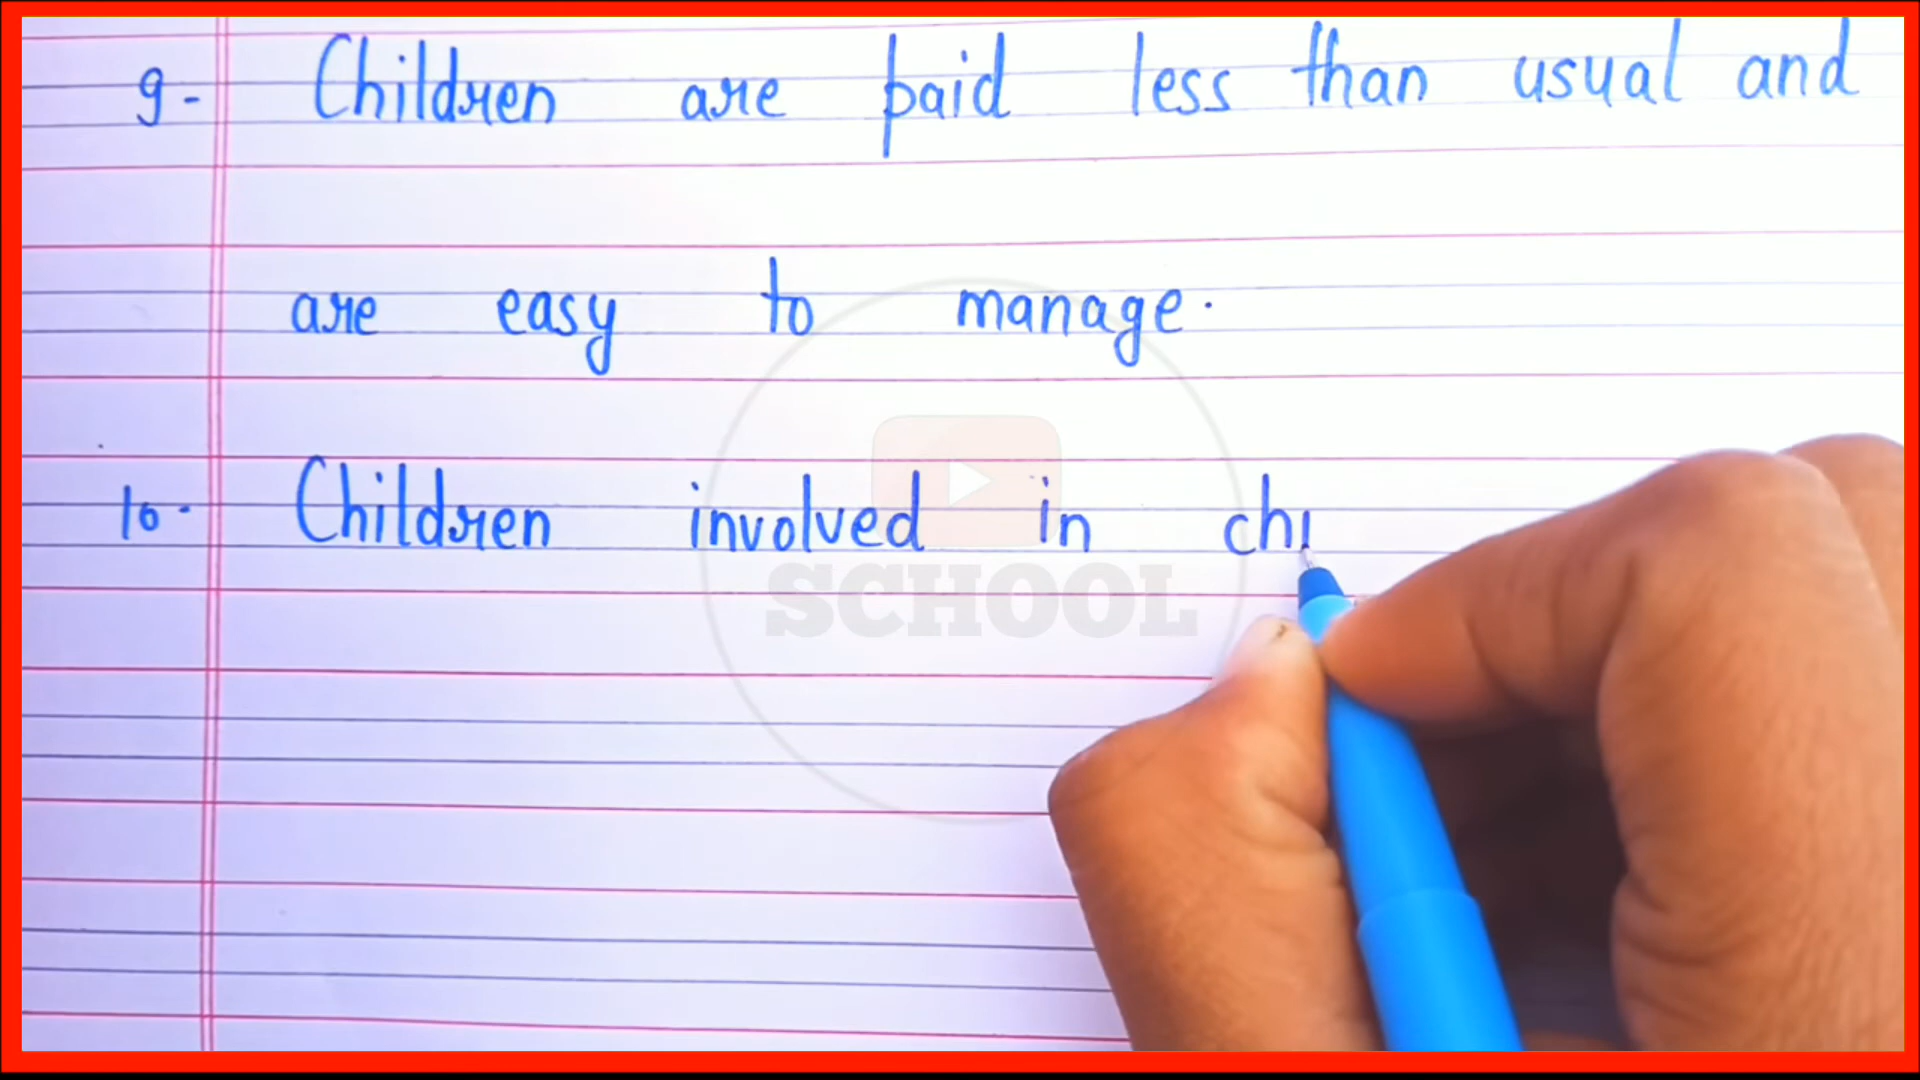 9- Children are paid less than usual and
are easy to manage.
10- Children involved in chi
SCHOOL